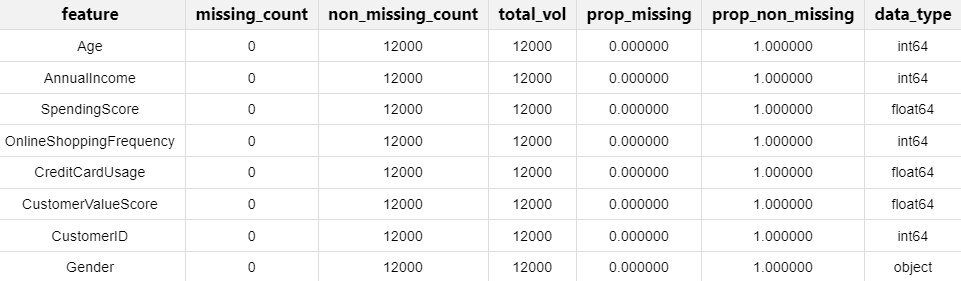 feature missing_count non_missing_count total_vol prop_missing prop_non_missing data_type
Age 0 12000 12000 0.000000 1.000000 int64
AnnualIncome 0 12000 12000 0.000000 1.000000 int64
SpendingScore 0 12000 12000 0.000000 1.000000 float64
OnlineShoppingFrequency 0 12000 12000 0.000000 1.000000 int64
CreditCardUsage 0 12000 12000 0.000000 1.000000 float64
CustomerValueScore 0 12000 12000 0.000000 1.000000 float64
CustomerID 0 12000 12000 0.000000 1.000000 int64
Gender 0 12000 12000 0.000000 1.000000 object